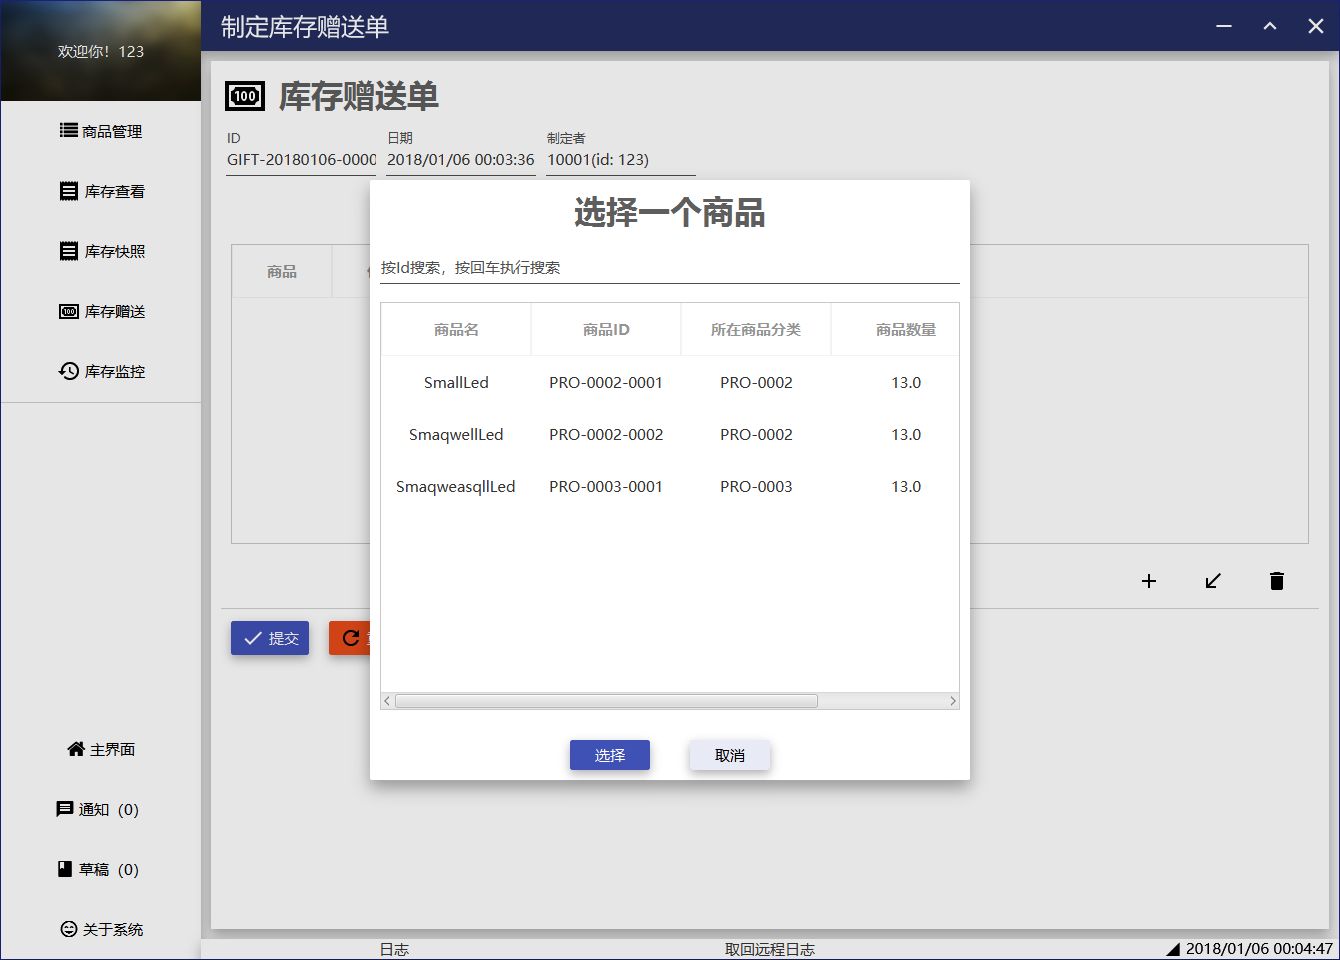 欢迎你！123
制定库存赠送单
商品管理
库存查看
库存快照
库存赠送
库存监控
主界面
通知（0）
草稿（0）
关于系统
库存赠送单
ID
日期
制定者
GIFT-20180106-0000
2018/01/06 00:03:36
10001(id: 123)
商品
选择一个商品
按Id搜索，按回车执行搜索
商品名 商品ID 所在商品分类 商品数量
SmallLed PRO-0002-0001 PRO-0002 13.0
SmaqwellLed PRO-0002-0002 PRO-0002 13.0
SmaqweasqllLed PRO-0003-0001 PRO-0003 13.0
选择
取消
提交
日志
取回远程日志
2018/01/06 00:04:47